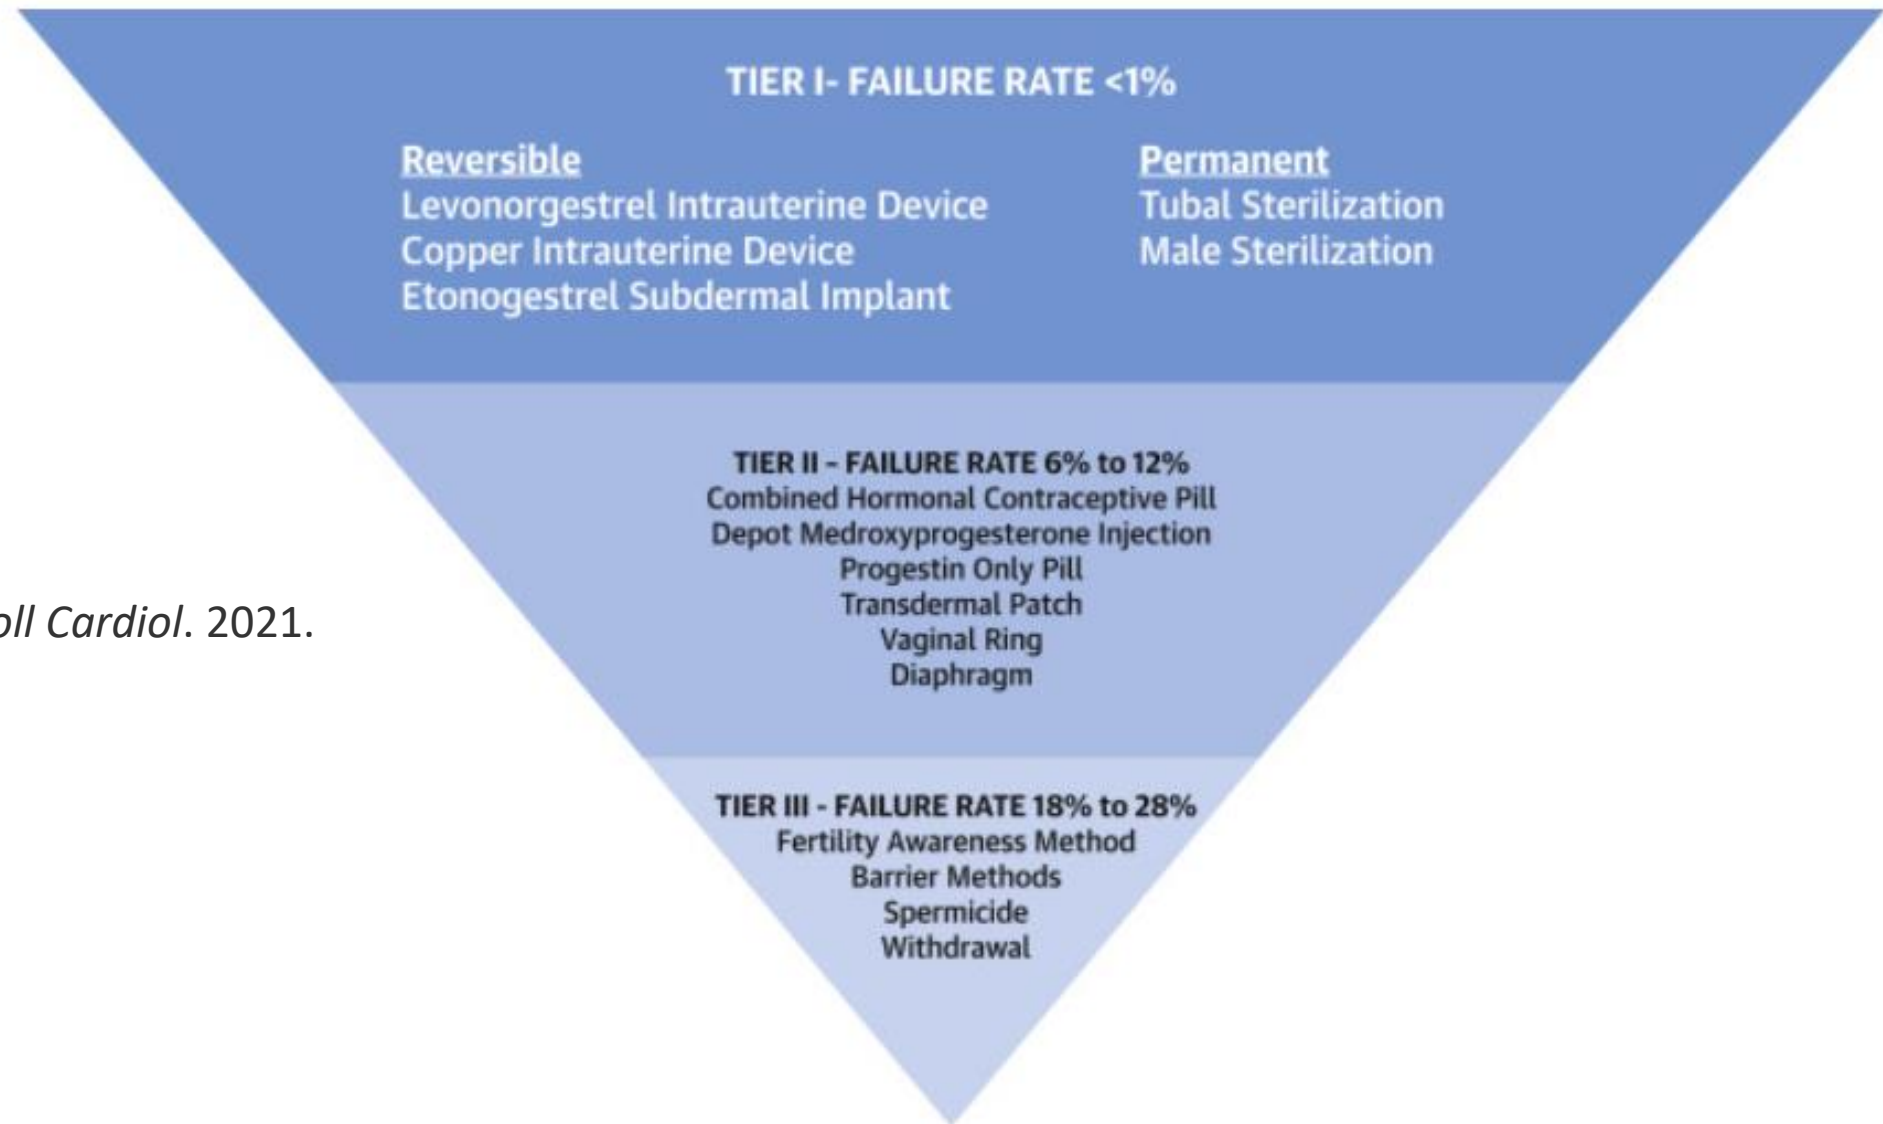 TIER I- FAILURE RATE <1%
Reversible
Levonorgestrel Intrauterine Device
Copper Intrauterine Device
Etonogestrel Subdermal Implant
Permanent
Tubal Sterilization
Male Sterilization
TIER II – FAILURE RATE 6% to 12%
Combined Hormonal Contraceptive Pill
Depot Medroxyprogesterone Injection
Progestin Only Pill
Transdermal Patch
Vaginal Ring
Diaphragm
oll Cardiol. 2021.
TIER III - FAILURE RATE 18% to 28%
Fertility Awareness Method
Barrier Methods
Spermicide
Withdrawal